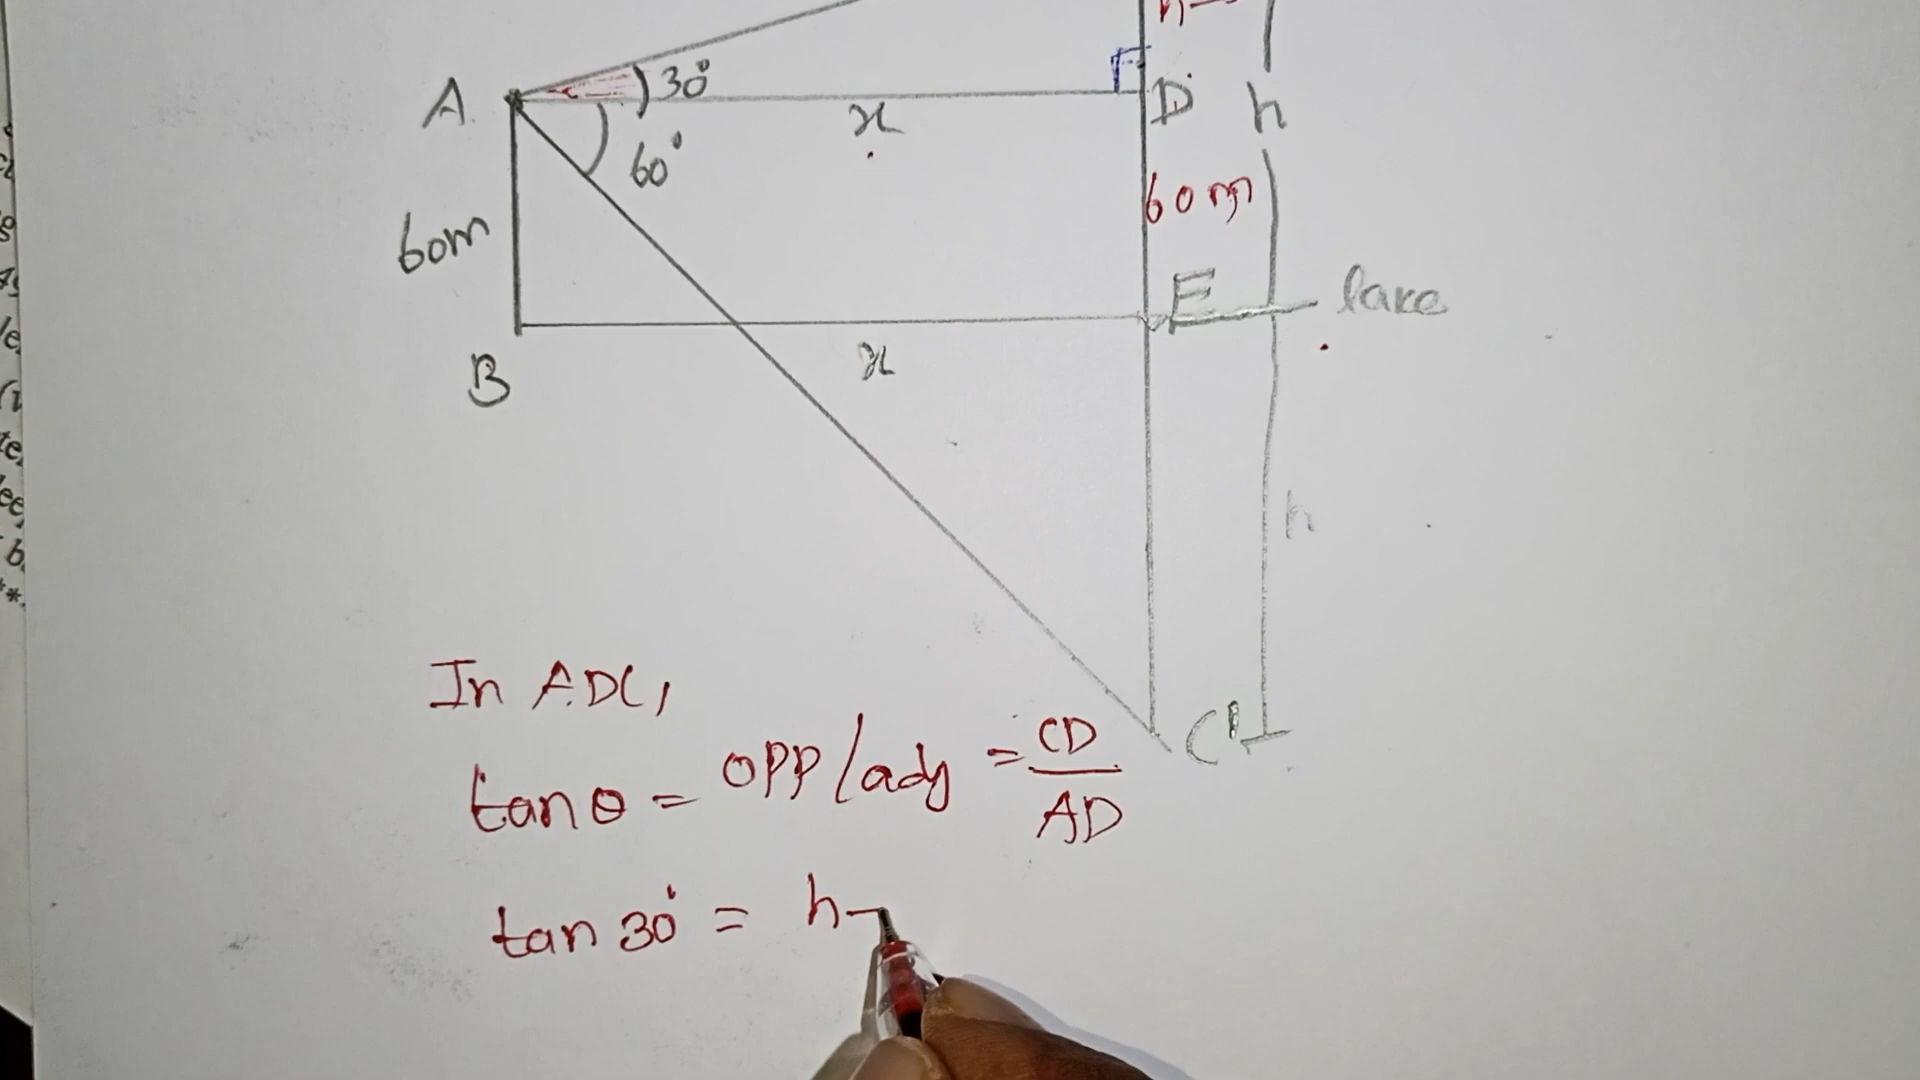 h-
A
30°
x
D
h
60°
60m
60m
E
lake
B
x
h
In ADC,
C'
tanθ = opp/adj = CD/AD
tan 30° = h-